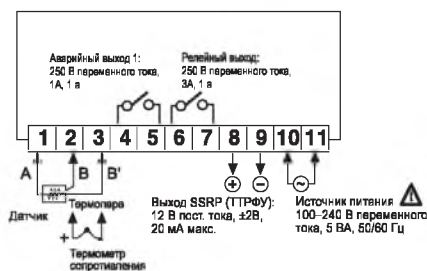 Аварийный выход 1:
250 В переменного тока,
1А, 1 а
Релейный выход:
250 В переменного тока,
3А, 1 а
1 2 3 4 5 6 7 8 9 10 11
A B B'
Датчик
Термопара
Термометр
сопротивления
Выход SSRP (ТТРФУ):
12 В пост. тока, ±2В,
20 мА макс.
Источник питания
100–240 В переменного
тока, 5 ВА, 50/60 Гц